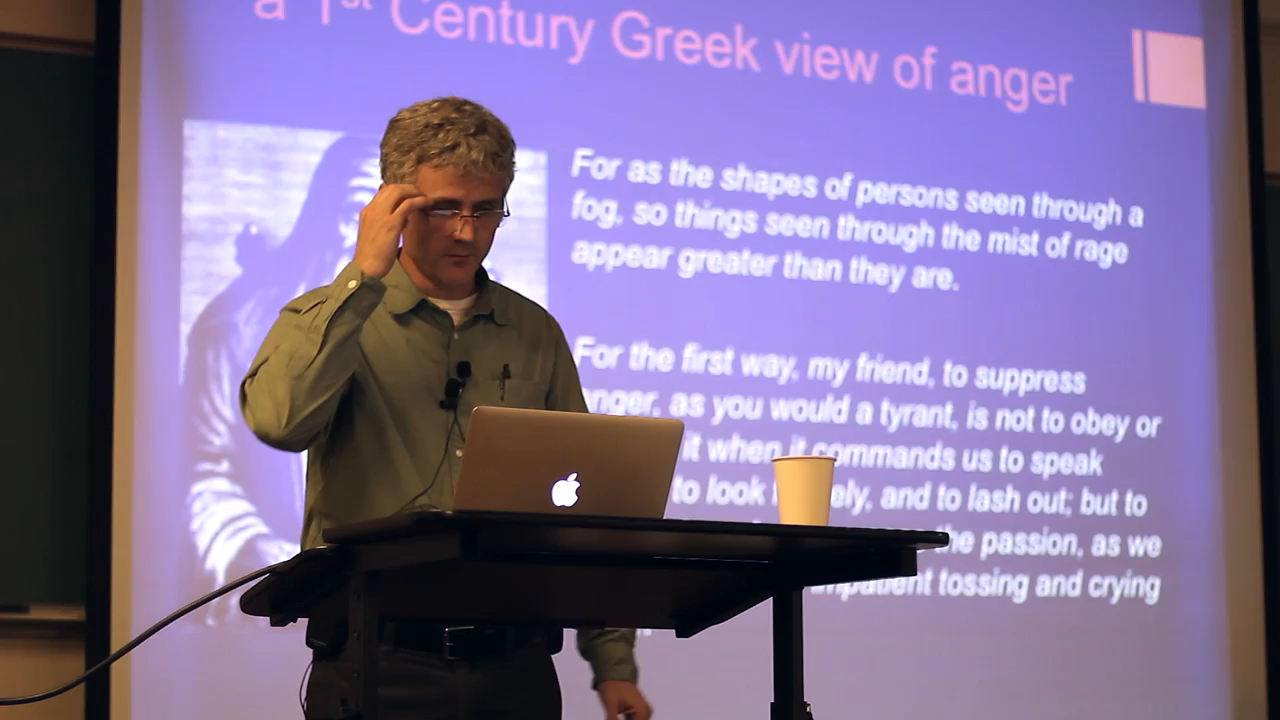 a 1st Century Greek view of anger
For as the shapes of persons seen through a
fog, so things seen through the mist of rage
appear greater than they are.
For the first way, my friend, to suppress
anger, as you would a tyrant, is not to obey or
it when it commands us to speak
to look, and to lash out; but to
the passion, as we
impatient tossing and crying